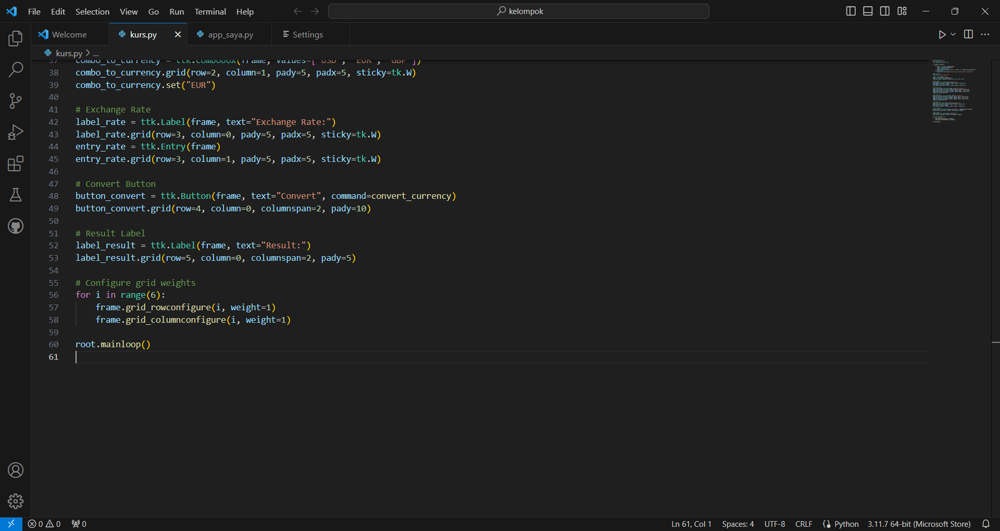 File Edit Selection View Go Run Terminal Help
kelompok
Welcome
kurs.py
app_saya.py
Settings
kurs.py > ...
37 combo_to_currency = ttk.Combobox(frame, values=["USD", "EUR", "GBP"])
38 combo_to_currency.grid(row=2, column=1, pady=5, padx=5, sticky=tk.W)
39 combo_to_currency.set("EUR")
40
41 # Exchange Rate
42 label_rate = ttk.Label(frame, text="Exchange Rate:")
43 label_rate.grid(row=3, column=0, pady=5, padx=5, sticky=tk.W)
44 entry_rate = ttk.Entry(frame)
45 entry_rate.grid(row=3, column=1, pady=5, padx=5, sticky=tk.W)
46
47 # Convert Button
48 button_convert = ttk.Button(frame, text="Convert", command=convert_currency)
49 button_convert.grid(row=4, column=0, columnspan=2, pady=10)
50
51 # Result Label
52 label_result = ttk.Label(frame, text="Result:")
53 label_result.grid(row=5, column=0, columnspan=2, pady=5)
54
55 # Configure grid weights
56 for i in range(6):
57     frame.grid_rowconfigure(i, weight=1)
58     frame.grid_columnconfigure(i, weight=1)
59
60 root.mainloop()
61
0 0 0 Ln 61, Col 1 Spaces: 4 UTF-8 CRLF Python 3.11.7 64-bit (Microsoft Store)